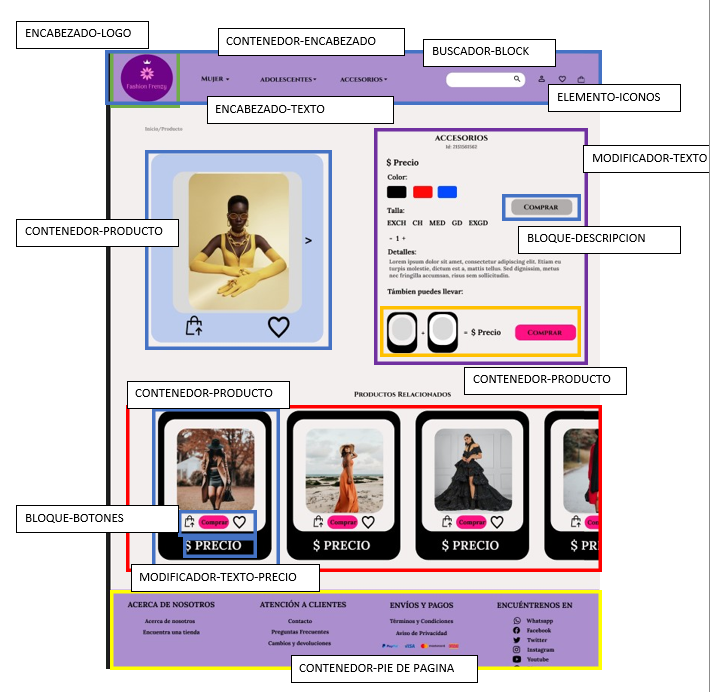 ENCABEZADO-LOGO
CONTENEDOR-ENCABEZADO
BUSCADOR-BLOCK
Fashion Frenzy
MUJER
ADOLESCENTES
ACCESORIOS
ELEMENTO-ICONOS
ENCABEZADO-TEXTO
Inicio/Producto
ACCESORIOS
Id: 2151501502
MODIFICADOR-TEXTO
$ Precio
Color:
COMPRAR
Talla:
EXCH CH MED GD EXGD
CONTENEDOR-PRODUCTO
>
- 1 +
BLOQUE-DESCRIPCION
Detalles:
Lorem ipsum dolor sit amet, consectetur adipiscing elit. Etiam eu
turpis molestie, dictum est a, mattis tellus. Sed dignissim, metus
nec fringilla accumsan, risus sem sollicitudin.
Támbien puedes llevar:
+ = $ Precio COMPRAR
CONTENEDOR-PRODUCTO
CONTENEDOR-PRODUCTO
PRODUCTOS RELACIONADOS
BLOQUE-BOTONES
Comprar Comprar Comprar Co
$ PRECIO $ PRECIO $ PRECIO $ P
MODIFICADOR-TEXTO-PRECIO
ACERCA DE NOSOTROS ATENCIÓN A CLIENTES ENVÍOS Y PAGOS ENCUÉNTRENOS EN
Acerca de nosotros Contacto Términos y Condiciones Whatsapp
Encuentra una tienda Preguntas Frecuentes Aviso de Privacidad Facebook
Cambios y devoluciones Twitter
PayPal VISA Instagram
Youtube
CONTENEDOR-PIE DE PAGINA